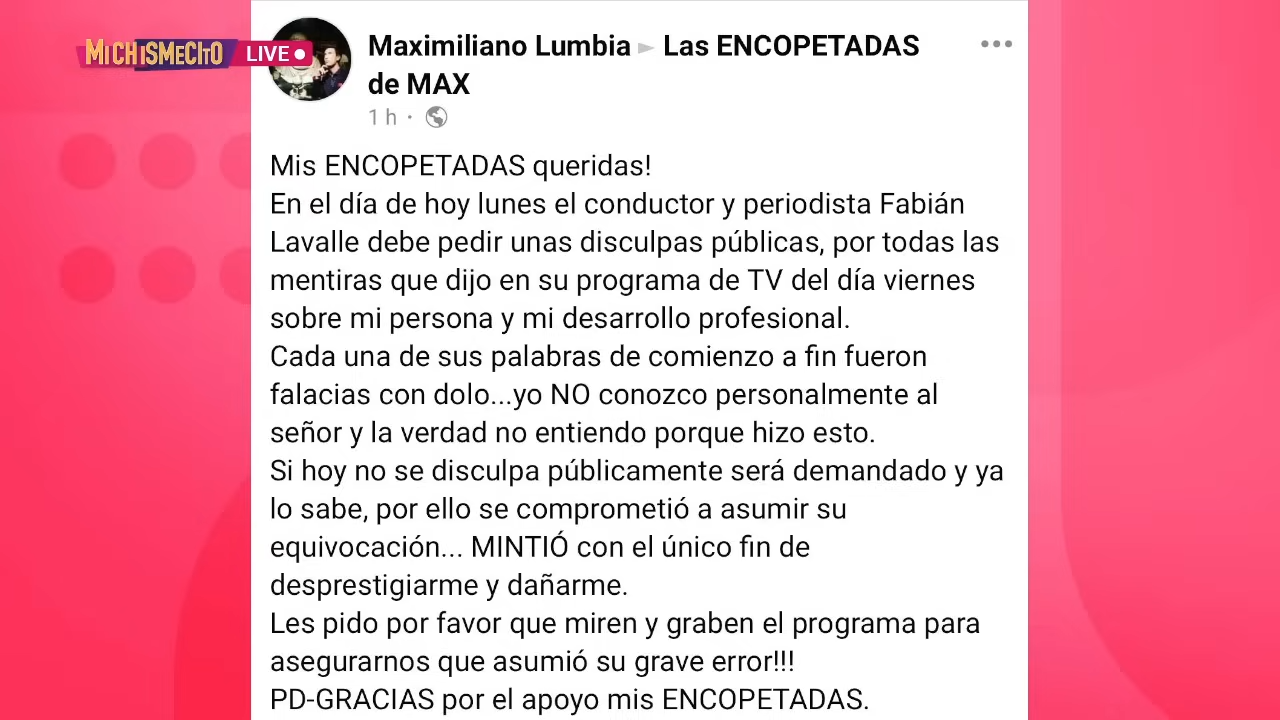 MICHISMECITO LIVE
Maximiliano Lumbia ► Las ENCOPETADAS
de MAX
1 h ·
Mis ENCOPETADAS queridas!
En el día de hoy lunes el conductor y periodista Fabián
Lavalle debe pedir unas disculpas públicas, por todas las
mentiras que dijo en su programa de TV del día viernes
sobre mi persona y mi desarrollo profesional.
Cada una de sus palabras de comienzo a fin fueron
falacias con dolo...yo NO conozco personalmente al
señor y la verdad no entiendo porque hizo esto.
Si hoy no se disculpa públicamente será demandado y ya
lo sabe, por ello se comprometió a asumir su
equivocación... MINTIÓ con el único fin de
desprestigiarme y dañarme.
Les pido por favor que miren y graben el programa para
asegurarnos que asumió su grave error!!!
PD-GRACIAS por el apoyo mis ENCOPETADAS.